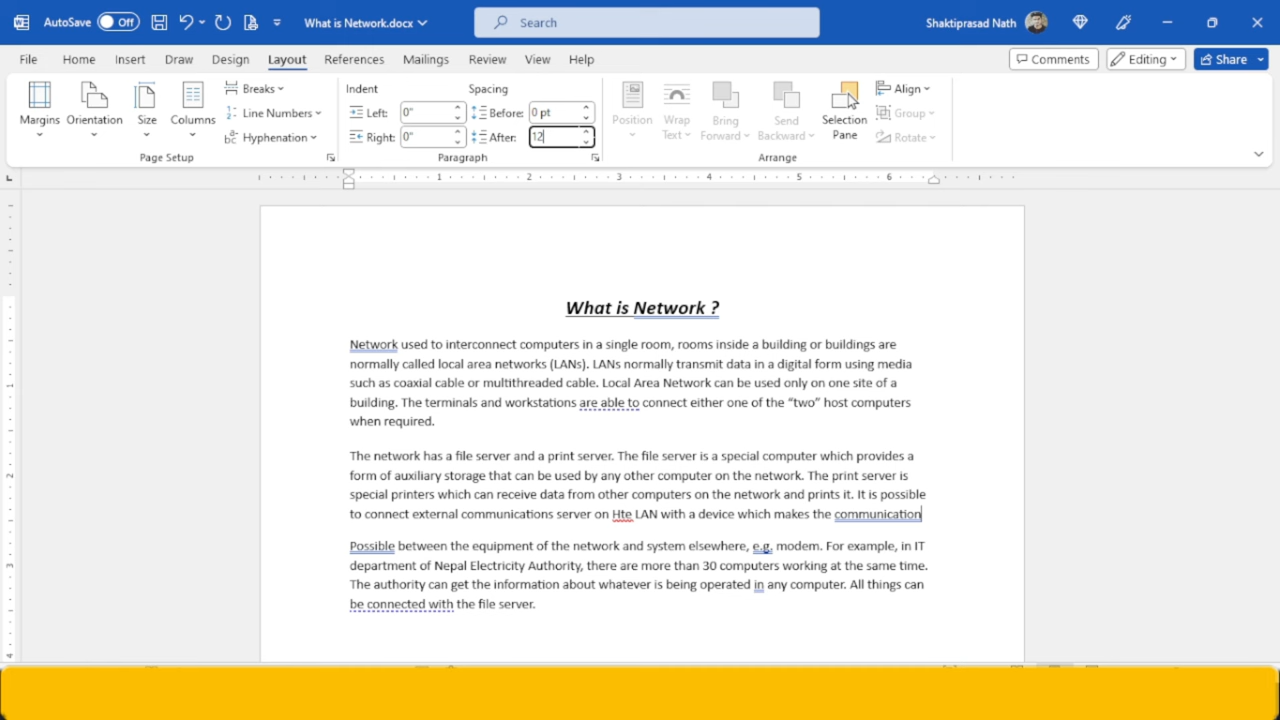 AutoSave Off What is Network.docx Search Shaktiprasad Nath
File Home Insert Draw Design Layout References Mailings Review View Help Comments Editing Share
Margins Orientation Size Columns Breaks Line Numbers Hyphenation
Page Setup
Indent Spacing
Left: 0" Before: 0 pt
Right: 0" After: 12
Paragraph
Position Wrap Text Bring Forward Send Backward Selection Pane Align Group Rotate
Arrange
1 2 3 4 5 6
1
2
3
4
What is Network ?
Network used to interconnect computers in a single room, rooms inside a building or buildings are
normally called local area networks (LANs). LANs normally transmit data in a digital form using media
such as coaxial cable or multithreaded cable. Local Area Network can be used only on one site of a
building. The terminals and workstations are able to connect either one of the “two” host computers
when required.
The network has a file server and a print server. The file server is a special computer which provides a
form of auxiliary storage that can be used by any other computer on the network. The print server is
special printers which can receive data from other computers on the network and prints it. It is possible
to connect external communications server on Hte LAN with a device which makes the communication
Possible between the equipment of the network and system elsewhere, e.g. modem. For example, in IT
department of Nepal Electricity Authority, there are more than 30 computers working at the same time.
The authority can get the information about whatever is being operated in any computer. All things can
be connected with the file server.